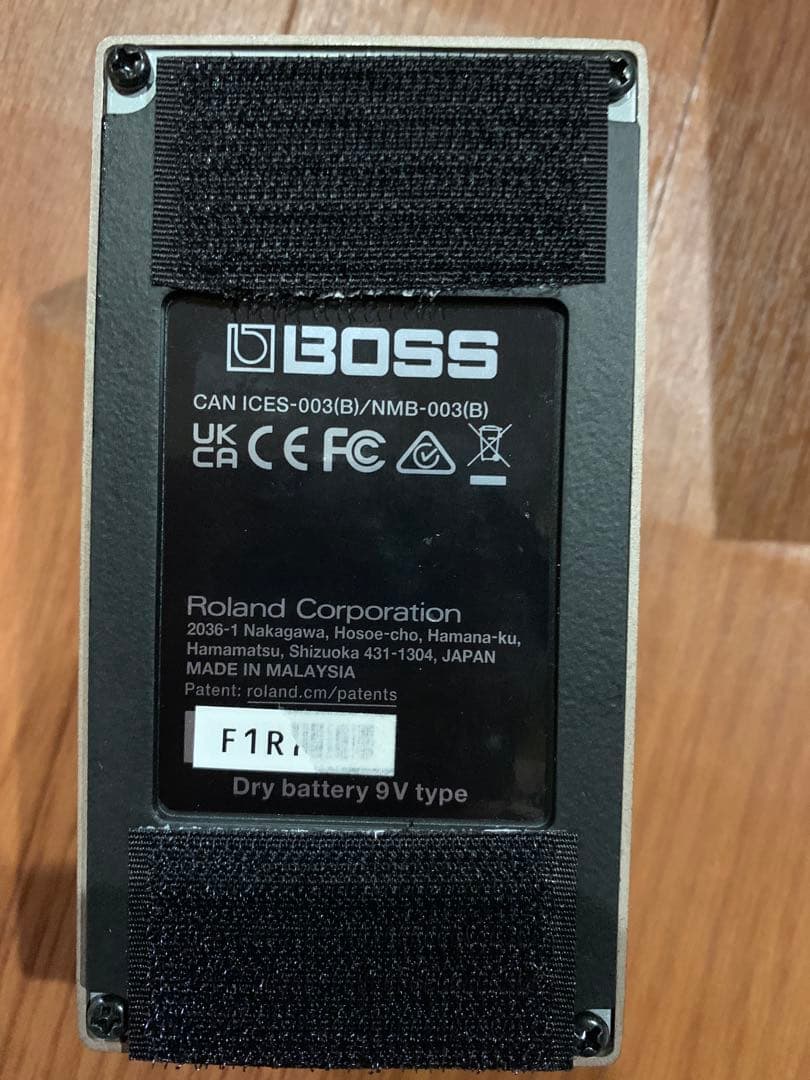 BOSS
CAN ICES-003(B)/NMB-003(B)
UK
CA CE FC
Roland Corporation
2036-1 Nakagawa, Hosoe-cho, Hamana-ku,
Hamamatsu, Shizuoka 431-1304, JAPAN
MADE IN MALAYSIA
Patent: roland.cm/patents
F1R
Dry battery 9V type